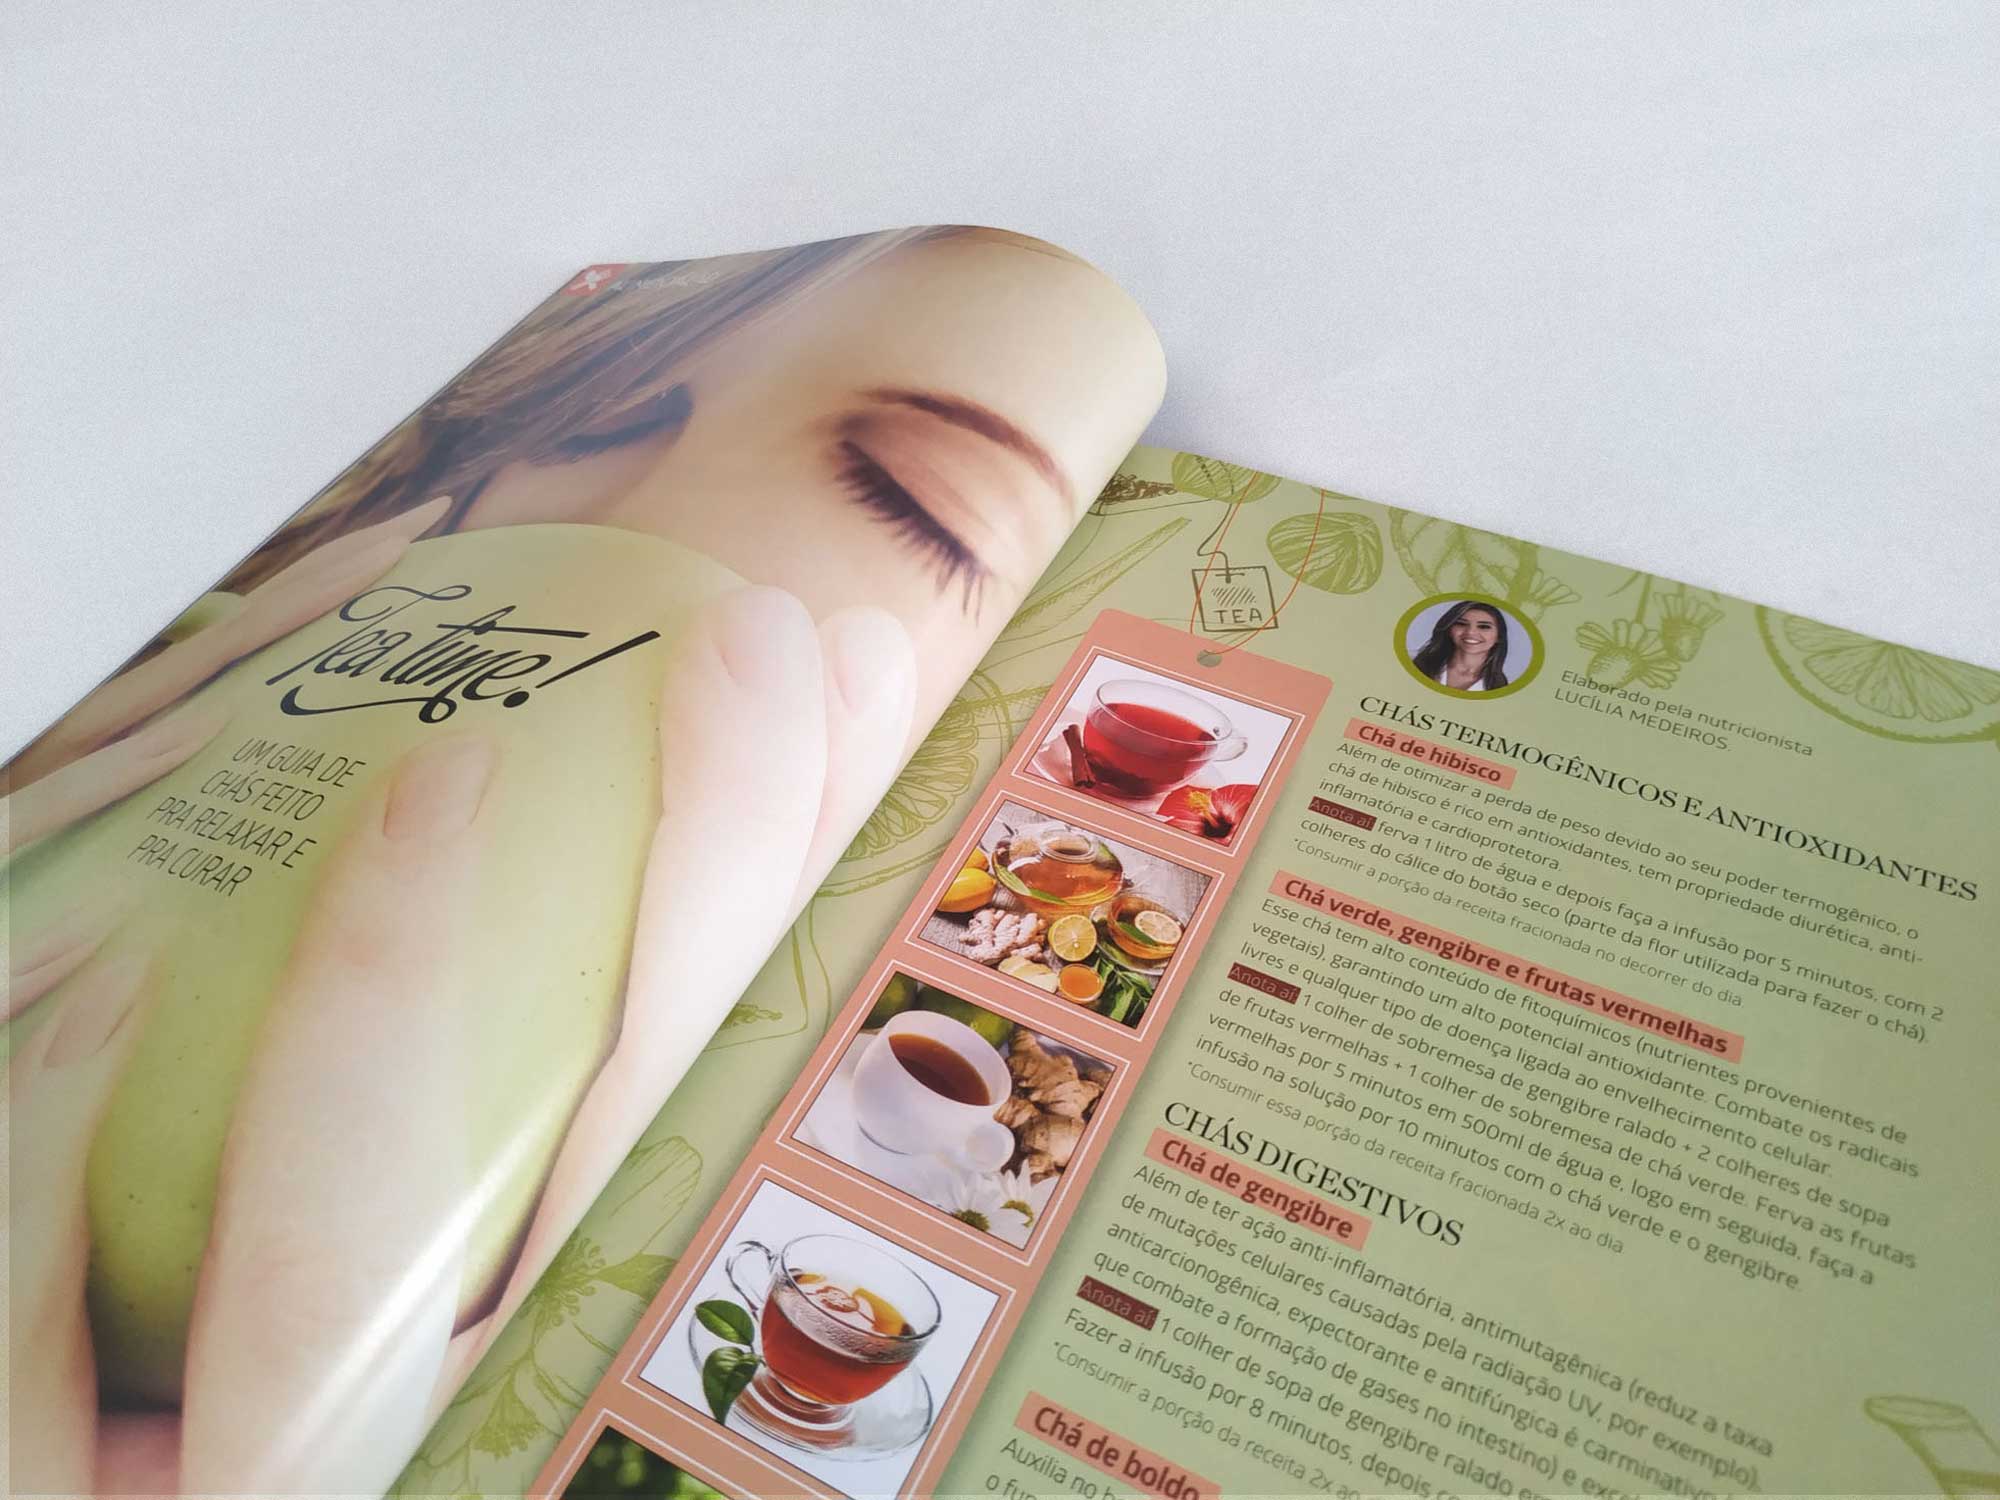 ALIMENTAÇÃO
Tea time!
UM GUIA DE
CHÁS FEITO
PRA RELAXAR E
PRA CURAR
TEA
Elaborado pela nutricionista
LUCÍLIA MEDEIROS.
CHÁS TERMOGÊNICOS E ANTIOXIDANTES
Chá de hibisco
Além de otimizar a perda de peso devido ao seu poder termogênico, o
chá de hibisco é rico em antioxidantes, tem propriedade diurética, anti-
inflamatória e cardioprotetora.
Anota aí: ferva 1 litro de água e depois faça a infusão por 5 minutos, com 2
colheres do cálice do botão seco (parte da flor utilizada para fazer o chá).
*Consumir a porção da receita fracionada no decorrer do dia
Chá verde, gengibre e frutas vermelhas
Esse chá tem alto conteúdo de fitoquímicos (nutrientes provenientes de
vegetais), garantindo um alto potencial antioxidante. Combate os radicais
livres e qualquer tipo de doença ligada ao envelhecimento celular.
Anota aí: 1 colher de sobremesa de gengibre ralado + 2 colheres de sopa
de frutas vermelhas + 1 colher de sobremesa de chá verde. Ferva as frutas
vermelhas por 5 minutos em 500ml de água e, logo em seguida, faça a
infusão na solução por 10 minutos com o chá verde e o gengibre.
*Consumir essa porção da receita fracionada 2x ao dia
CHÁS DIGESTIVOS
Chá de gengibre
Além de ter ação anti-inflamatória, antimutagênica (reduz a taxa
de mutações celulares causadas pela radiação UV, por exemplo),
anticarcionogênica, expectorante e antifúngica é carminativo
que combate a formação de gases no intestino) e
Anota aí: 1 colher de sopa de gengibre ralado
Fazer a infusão por 8 minutos, depois
*Consumir a porção da receita 2x ao
Chá de boldo
Auxilia no
o